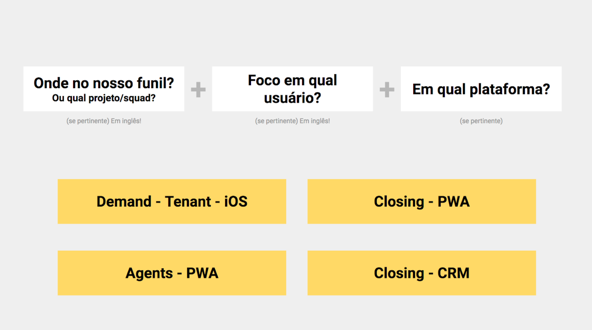 Onde no nosso funil?
Ou qual projeto/squad?
+
Foco em qual
usuário?
+
Em qual plataforma?
(se pertinente) Em inglês!
(se pertinente) Em inglês!
(se pertinente)
Demand - Tenant - iOS
Closing - PWA
Agents - PWA
Closing - CRM